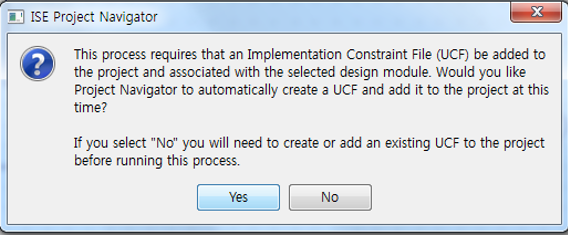 ISE Project Navigator
This process requires that an Implementation Constraint File (UCF) be added to
the project and associated with the selected design module. Would you like
Project Navigator to automatically create a UCF and add it to the project at this
time?
If you select "No" you will need to create or add an existing UCF to the project
before running this process.
Yes
No